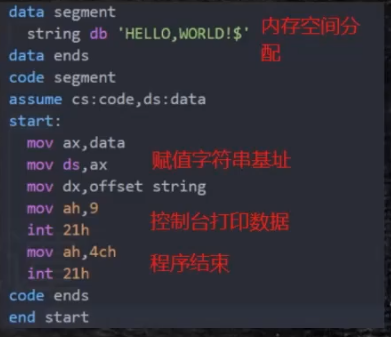 data segment
string db 'HELLO,WORLD!$' 内存空间分
配
data ends
code segment
assume cs:code,ds:data
start:
mov ax,data
mov ds,ax 赋值字符串基址
mov dx,offset string
mov ah,9
int 21h 控制台打印数据
mov ah,4ch
int 21h 程序结束
code ends
end start